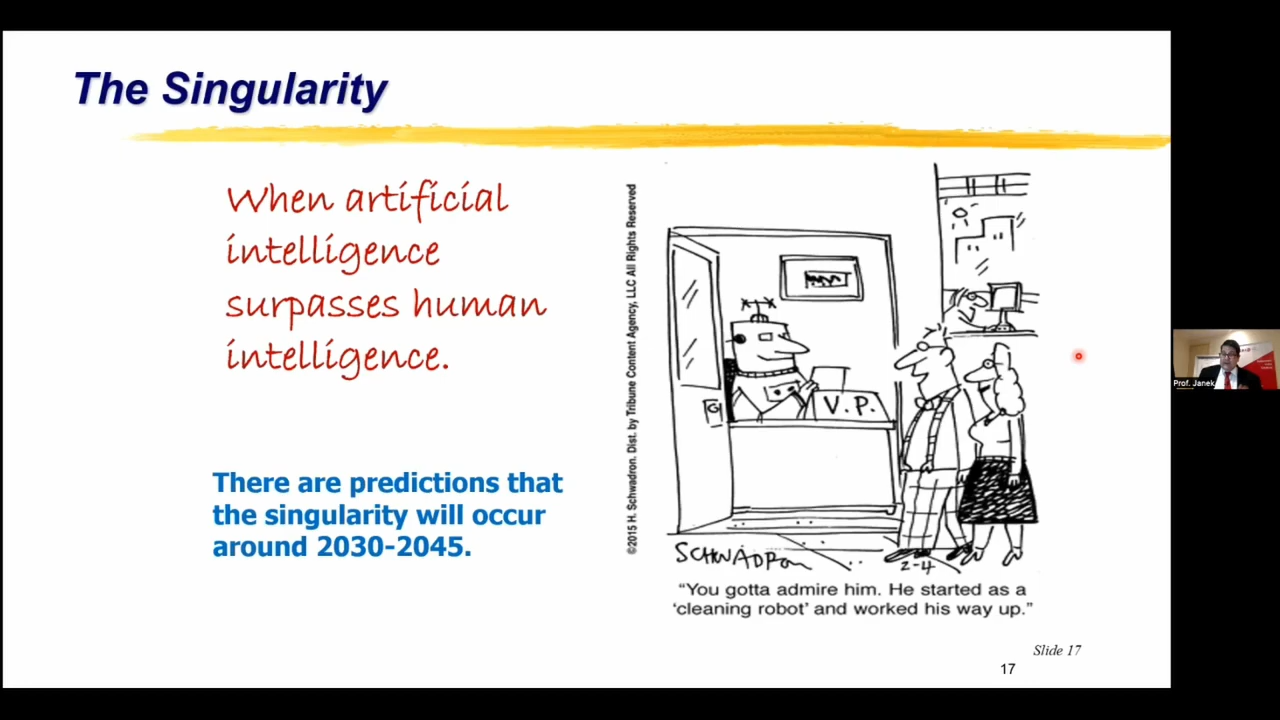 The Singularity
When artificial
intelligence
surpasses human
intelligence.
There are predictions that
the singularity will occur
around 2030-2045.
©2015 H. Schwadron. Dist. by Tribune Content Agency, LLC All Rights Reserved
V.P.
SCHWADRON
2-4
“You gotta admire him. He started as a
‘cleaning robot’ and worked his way up.”
Slide 17
17
Prof. Janek